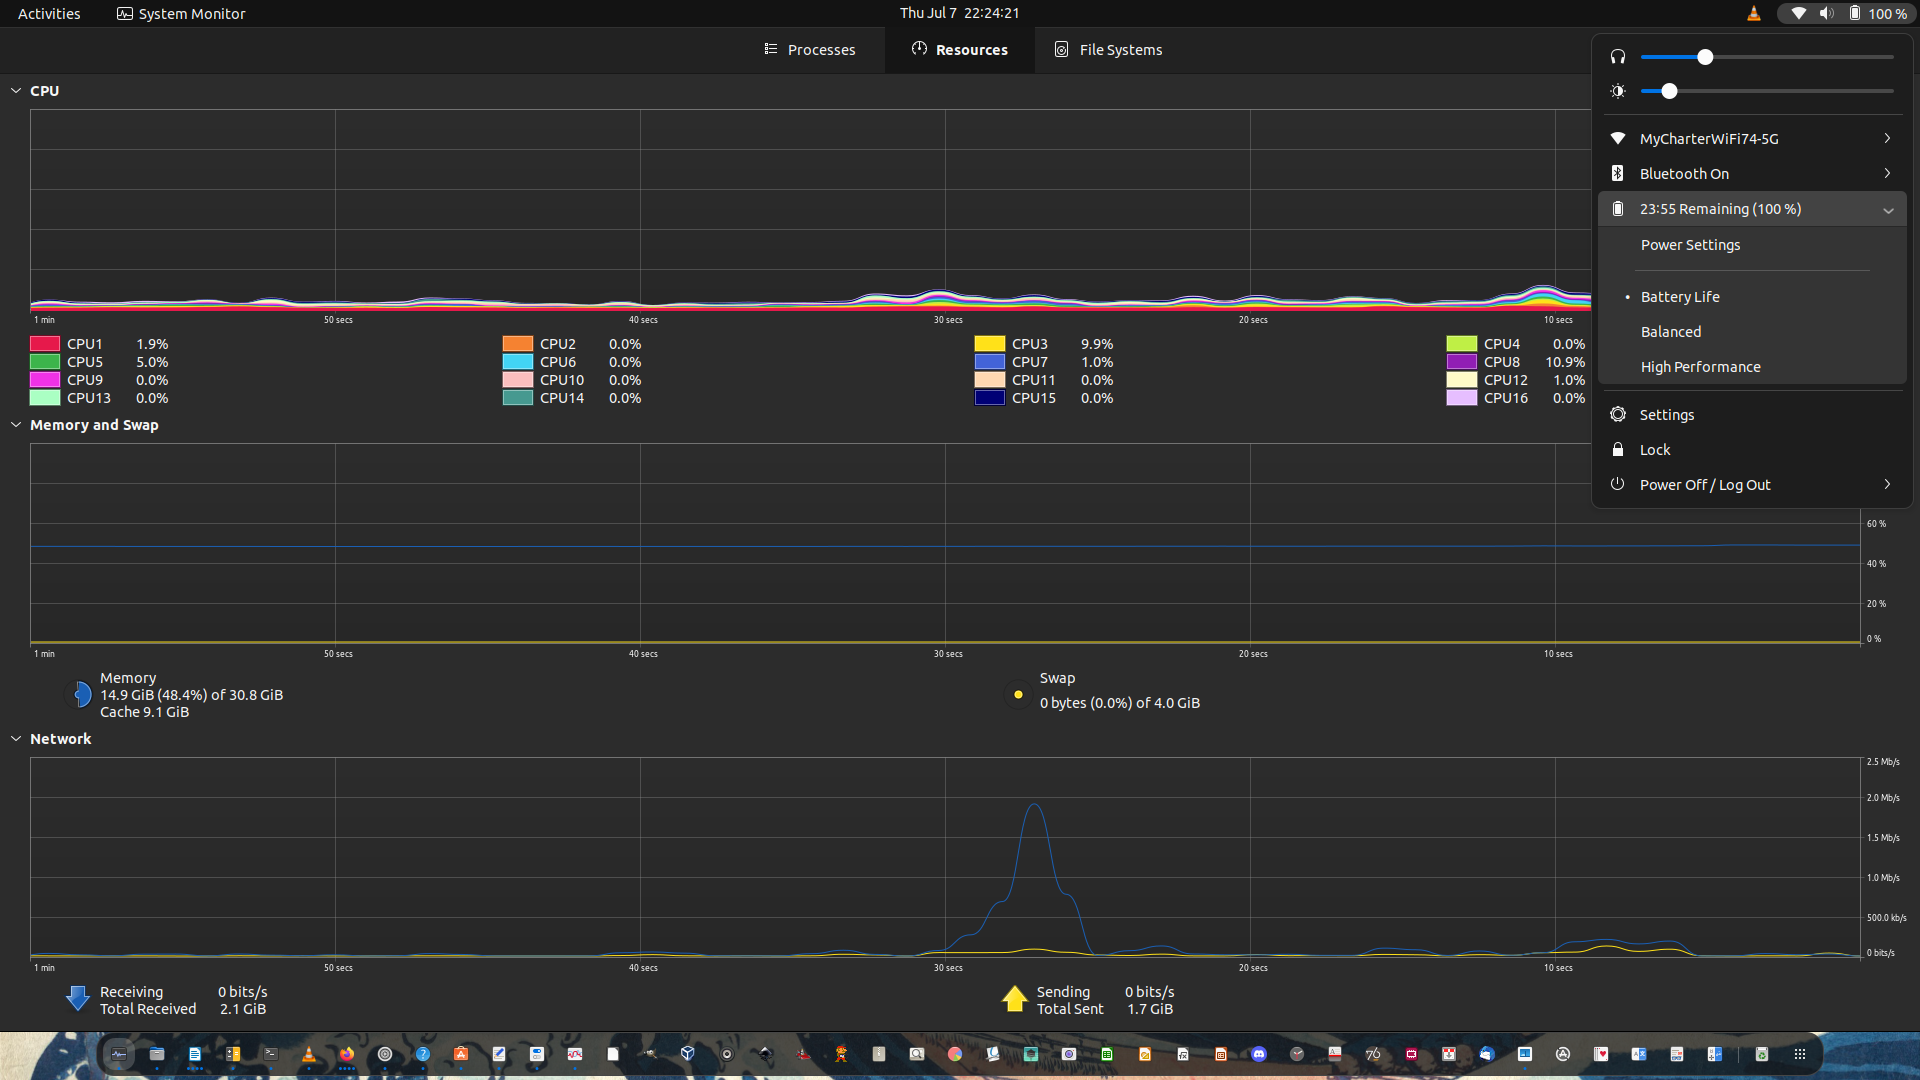 Activities
System Monitor
Thu Jul 7 22:24:21
100 %
Processes
Resources
File Systems
CPU
1 min
50 secs
40 secs
30 secs
20 secs
10 secs
CPU1 1.9%
CPU2 0.0%
CPU3 9.9%
CPU4 0.0%
CPU5 5.0%
CPU6 0.0%
CPU7 1.0%
CPU8 10.9%
CPU9 0.0%
CPU10 0.0%
CPU11 0.0%
CPU12 1.0%
CPU13 0.0%
CPU14 0.0%
CPU15 0.0%
CPU16 0.0%
MyCharterWiFi74-5G
Bluetooth On
23:55 Remaining (100 %)
Power Settings
Battery Life
Balanced
High Performance
Settings
Lock
Power Off / Log Out
Memory and Swap
60 %
40 %
20 %
0 %
1 min
50 secs
40 secs
30 secs
20 secs
10 secs
Memory
14.9 GiB (48.4%) of 30.8 GiB
Cache 9.1 GiB
Swap
0 bytes (0.0%) of 4.0 GiB
Network
2.5 Mb/s
2.0 Mb/s
1.5 Mb/s
1.0 Mb/s
500.0 kb/s
0 bits/s
1 min
50 secs
40 secs
30 secs
20 secs
10 secs
Receiving 0 bits/s
Total Received 2.1 GiB
Sending 0 bits/s
Total Sent 1.7 GiB
76